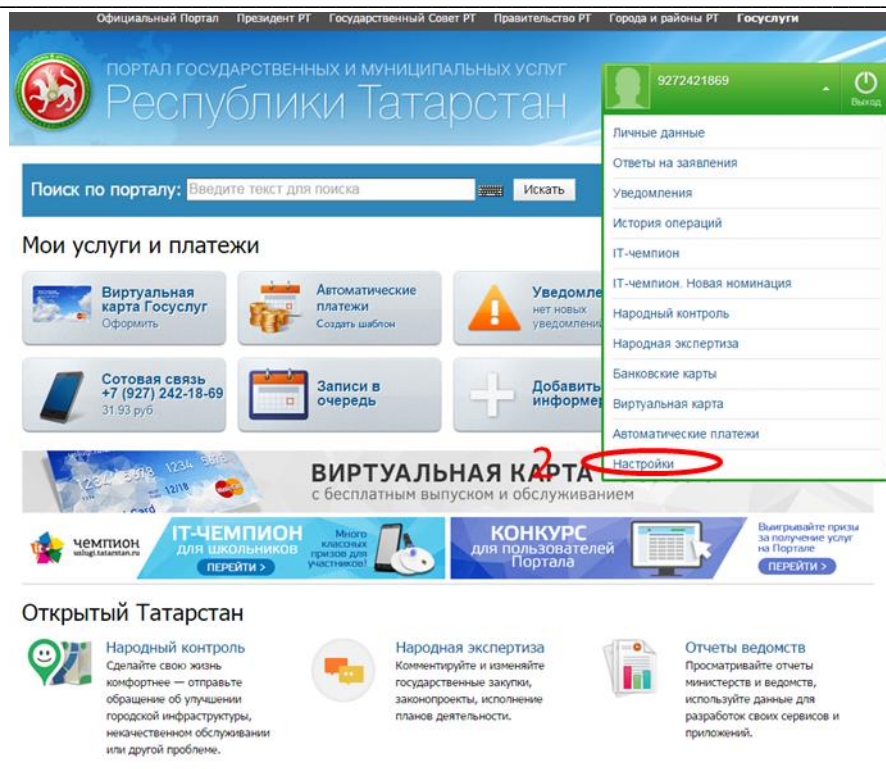 Официальный Портал Президент РТ Государственный Совет РТ Правительство РТ Города и районы РТ Госуслуги
ПОРТАЛ ГОСУДАРСТВЕННЫХ И МУНИЦИПАЛЬНЫХ УСЛУГ
Республики Татарстан
9272421869
Выход
Личные данные
Ответы на заявления
Уведомления
История операций
IT-чемпион
IT-чемпион. Новая номинация
Народный контроль
Народная экспертиза
Банковские карты
Виртуальная карта
Автоматические платежи
Настройки
2
Поиск по порталу: Введите текст для поиска Искать
Мои услуги и платежи
Виртуальная
карта Госуслуг
Оформить
Автоматические
платежи
Создать шаблон
Уведомле
нет новых
уведомлени
Сотовая связь
+7 (927) 242-18-69
31.93 руб
Записи в
очередь
Добавить
информер
ВИРТУАЛЬНАЯ КАРТА
с бесплатным выпуском и обслуживанием
1234 5678 1234 5678
12/18
Card
чемпион
uslugi.tatarstan.ru
IT-ЧЕМПИОН
для школьников
ПЕРЕЙТИ >
Много
классных
призов для
участников!
КОНКУРС
для пользователей
Портала
Выигрывайте призы
за получение услуг
на Портале
ПЕРЕЙТИ >
Открытый Татарстан
Народный контроль
Сделайте свою жизнь
комфортнее — отправьте
обращение об улучшении
городской инфраструктуры,
некачественном обслуживании
или другой проблеме.
Народная экспертиза
Комментируйте и изменяйте
государственные закупки,
законопроекты, исполнение
планов деятельности.
Отчеты ведомств
Просматривайте отчеты
министерств и ведомств,
используйте данные для
разработок своих сервисов и
приложений.